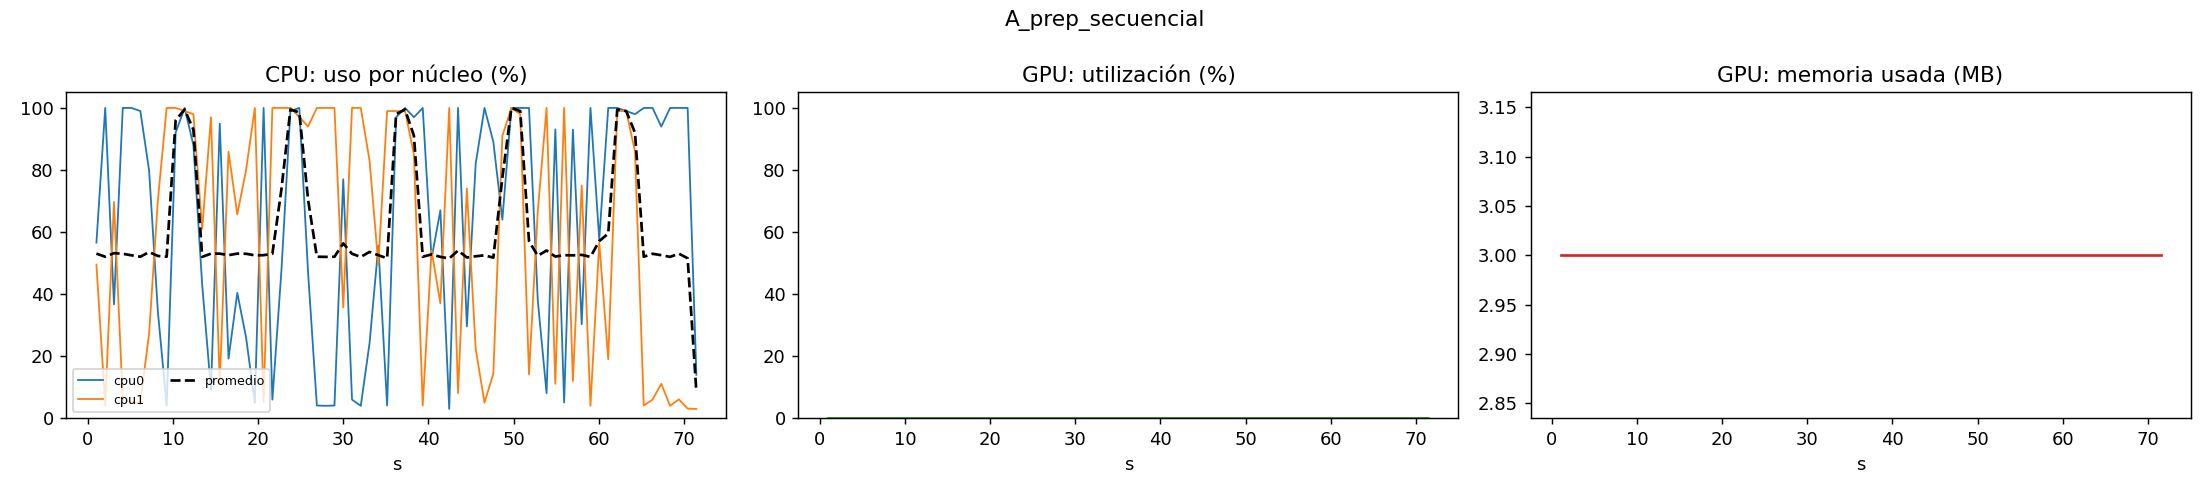 A_prep_secuencial
CPU: uso por núcleo (%)
100
80
60
40
20
0
cpu0
cpu1
promedio
0 10 20 30 40 50 60 70
s
GPU: utilización (%)
100
80
60
40
20
0
0 10 20 30 40 50 60 70
s
GPU: memoria usada (MB)
3.15
3.10
3.05
3.00
2.95
2.90
2.85
0 10 20 30 40 50 60 70
s